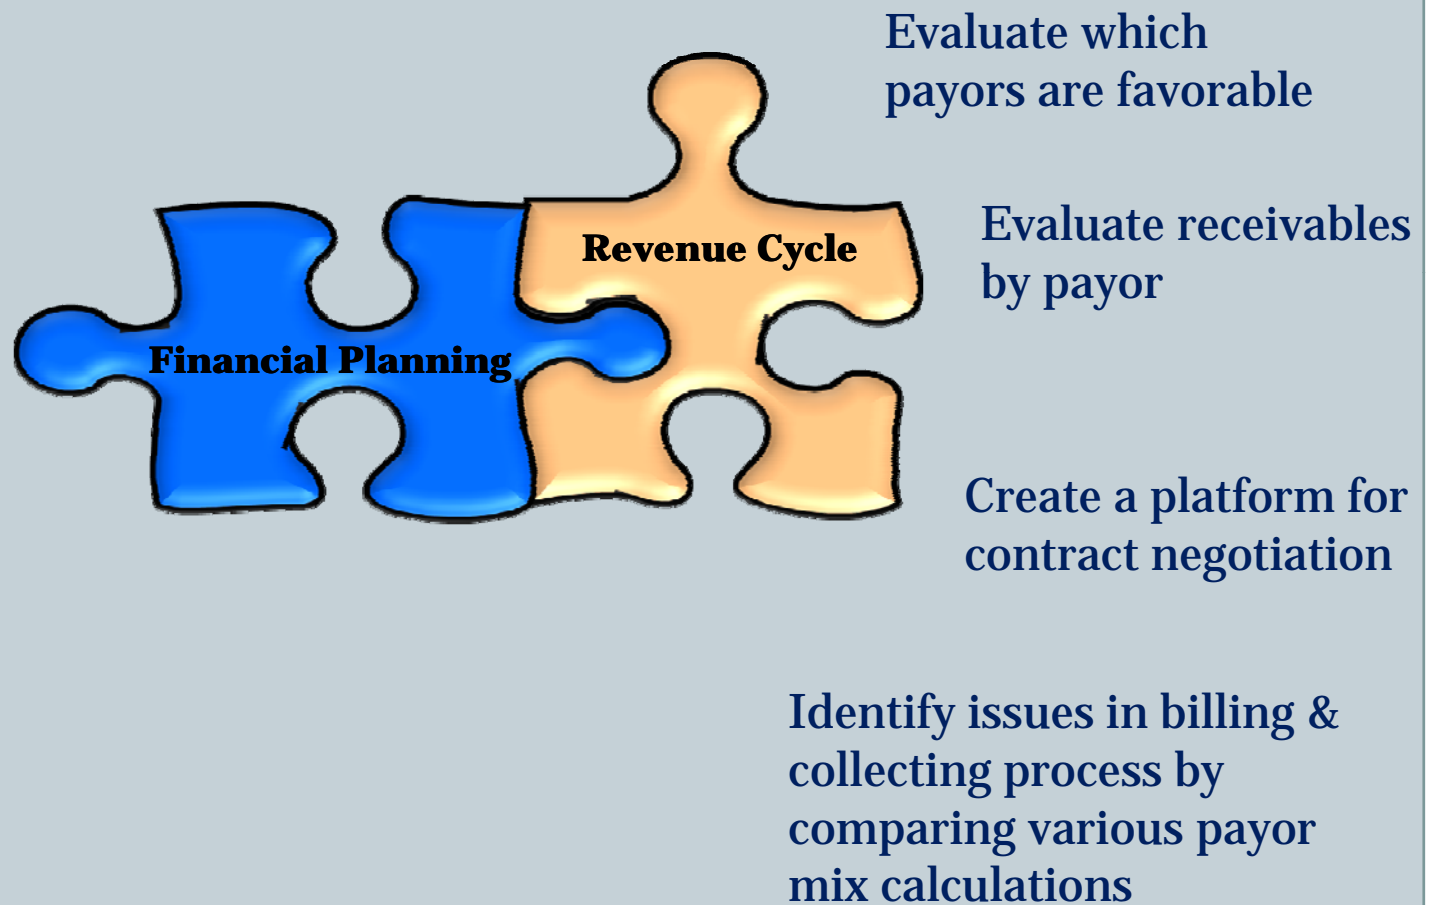 Evaluate which
payors are favorable
Evaluate receivables
by payor
Revenue Cycle
Financial Planning
Create a platform for
contract negotiation
Identify issues in billing &
collecting process by
comparing various payor
mix calculations